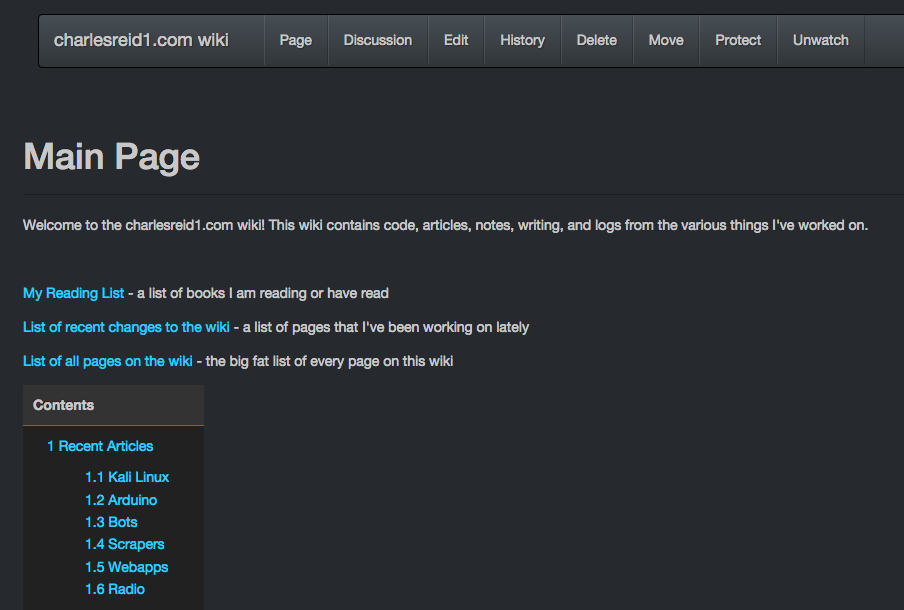 charlesreid1.com wiki Page Discussion Edit History Delete Move Protect Unwatch
Main Page
Welcome to the charlesreid1.com wiki! This wiki contains code, articles, notes, writing, and logs from the various things I've worked on.
My Reading List - a list of books I am reading or have read
List of recent changes to the wiki - a list of pages that I've been working on lately
List of all pages on the wiki - the big fat list of every page on this wiki
Contents
1 Recent Articles
1.1 Kali Linux
1.2 Arduino
1.3 Bots
1.4 Scrapers
1.5 Webapps
1.6 Radio